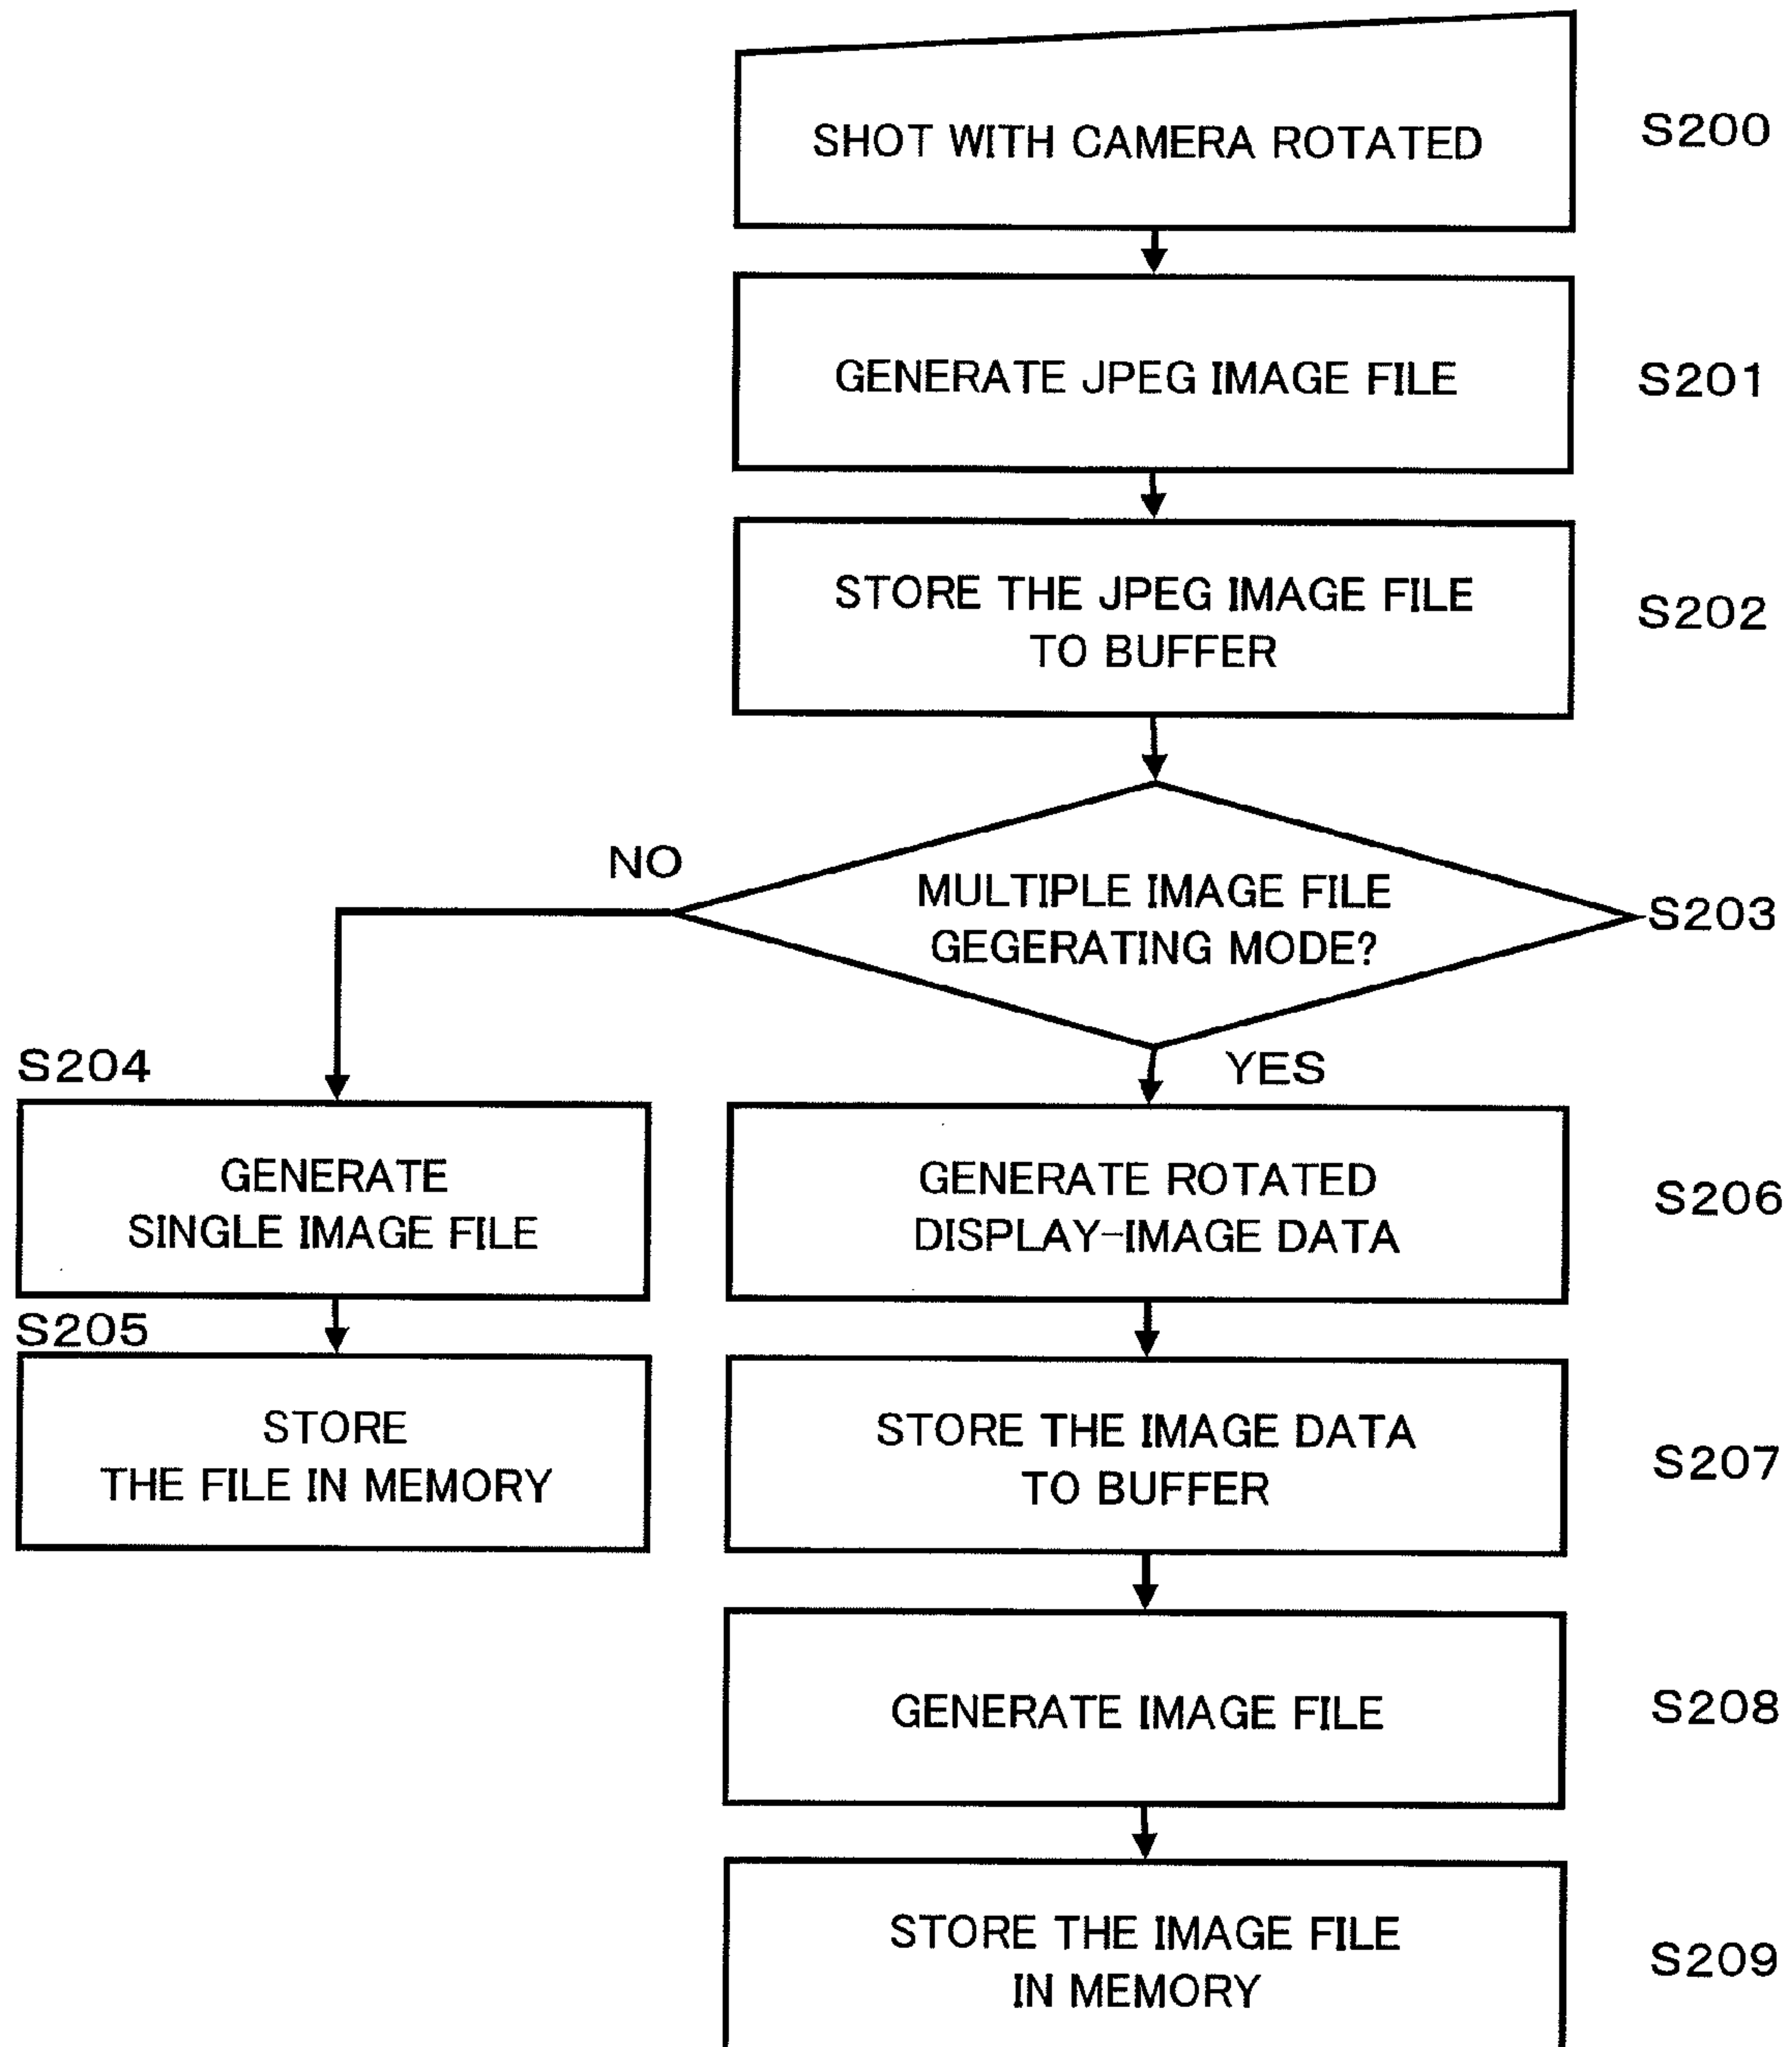 SHOT WITH CAMERA ROTATED
S200
GENERATE JPEG IMAGE FILE
S201
STORE THE JPEG IMAGE FILE
TO BUFFER
S202
NO
MULTIPLE IMAGE FILE
GEGERATING MODE?
S203
YES
S204
GENERATE
SINGLE IMAGE FILE
S205
STORE
THE FILE IN MEMORY
GENERATE ROTATED
DISPLAY-IMAGE DATA
S206
STORE THE IMAGE DATA
TO BUFFER
S207
GENERATE IMAGE FILE
S208
STORE THE IMAGE FILE
IN MEMORY
S209